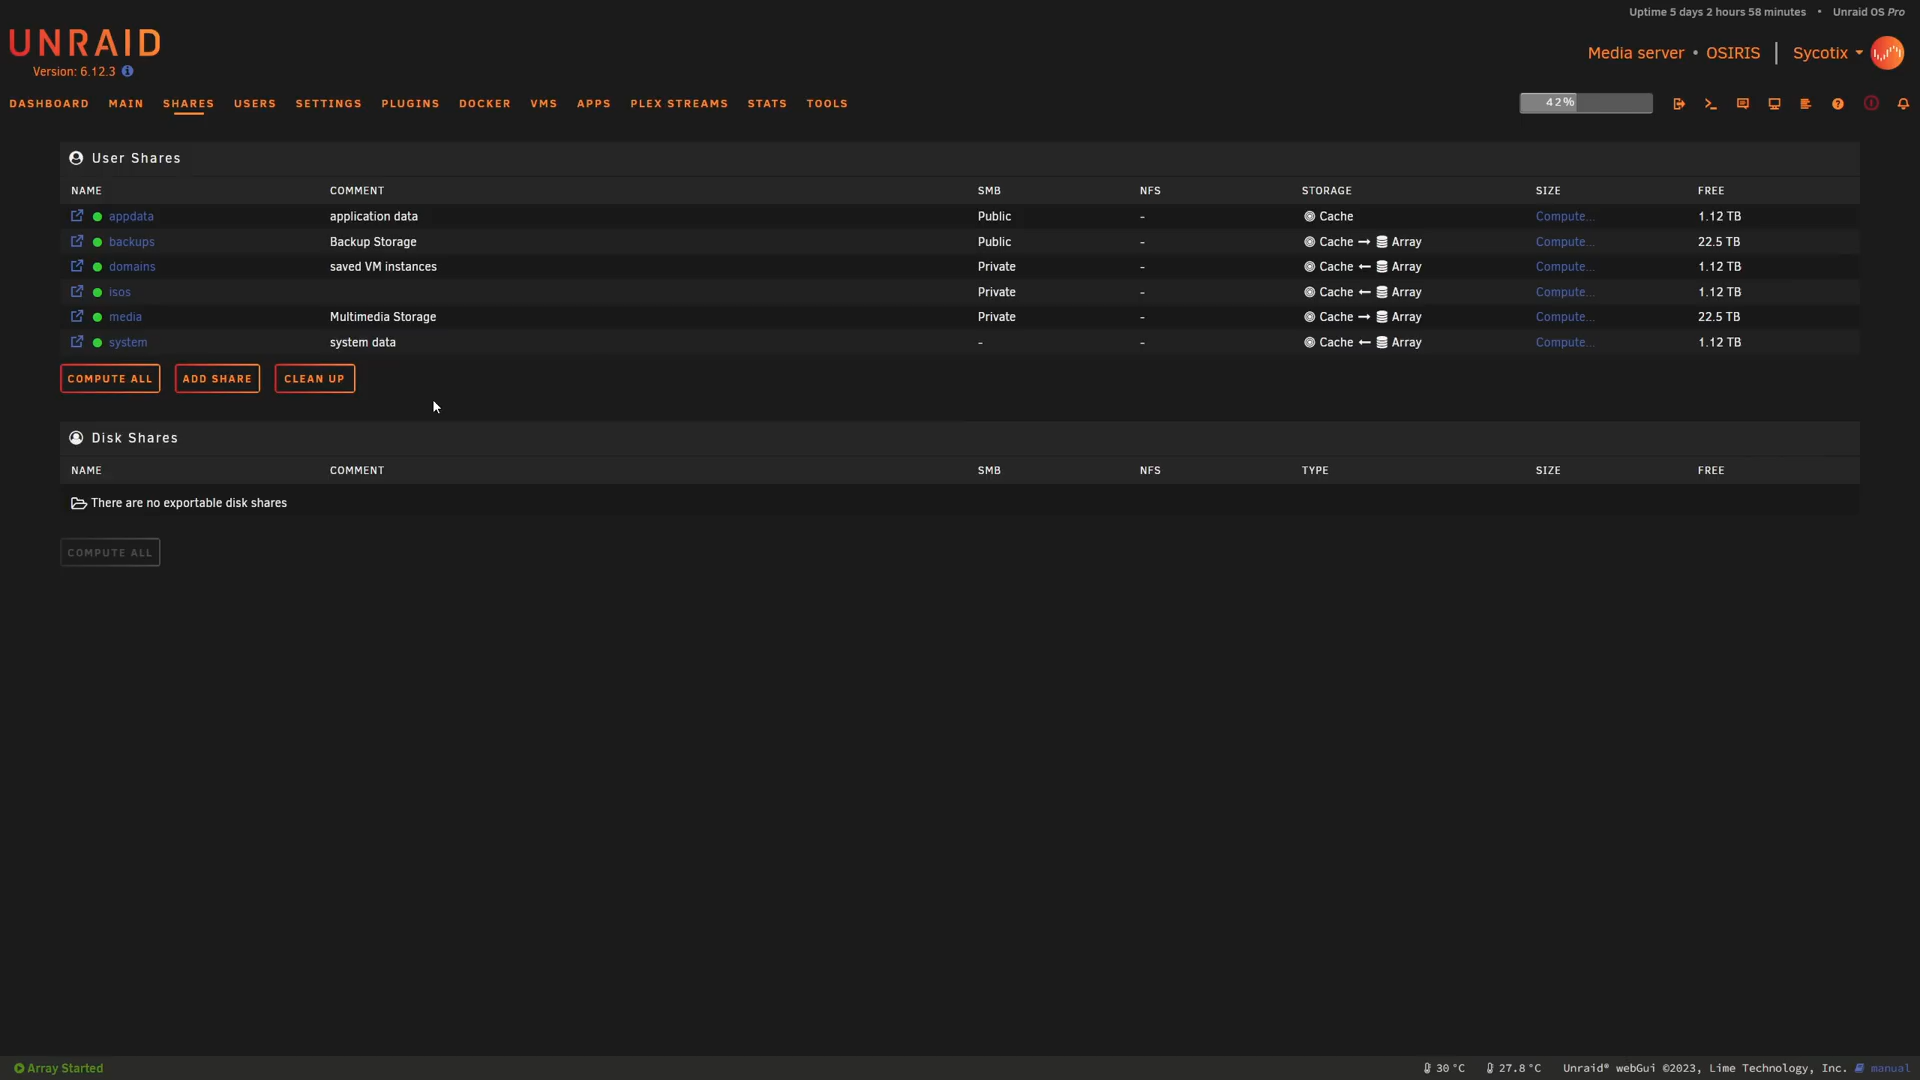 Uptime 5 days 2 hours 58 minutes • Unraid OS Pro
UNRAID
Version: 6.12.3
Media server • OSIRIS | Sycotix
DASHBOARD MAIN SHARES USERS SETTINGS PLUGINS DOCKER VMS APPS PLEX STREAMS STATS TOOLS 42%
User Shares
NAME COMMENT SMB NFS STORAGE SIZE FREE
appdata application data Public - Cache Compute... 1.12 TB
backups Backup Storage Public - Cache → Array Compute... 22.5 TB
domains saved VM instances Private - Cache ← Array Compute... 1.12 TB
isos Private - Cache ← Array Compute... 1.12 TB
media Multimedia Storage Private - Cache → Array Compute... 22.5 TB
system system data - - Cache ← Array Compute... 1.12 TB
COMPUTE ALL ADD SHARE CLEAN UP
Disk Shares
NAME COMMENT SMB NFS TYPE SIZE FREE
There are no exportable disk shares
COMPUTE ALL
Array Started 30 °C 27.8 °C Unraid® webGui ©2023, Lime Technology, Inc. manual